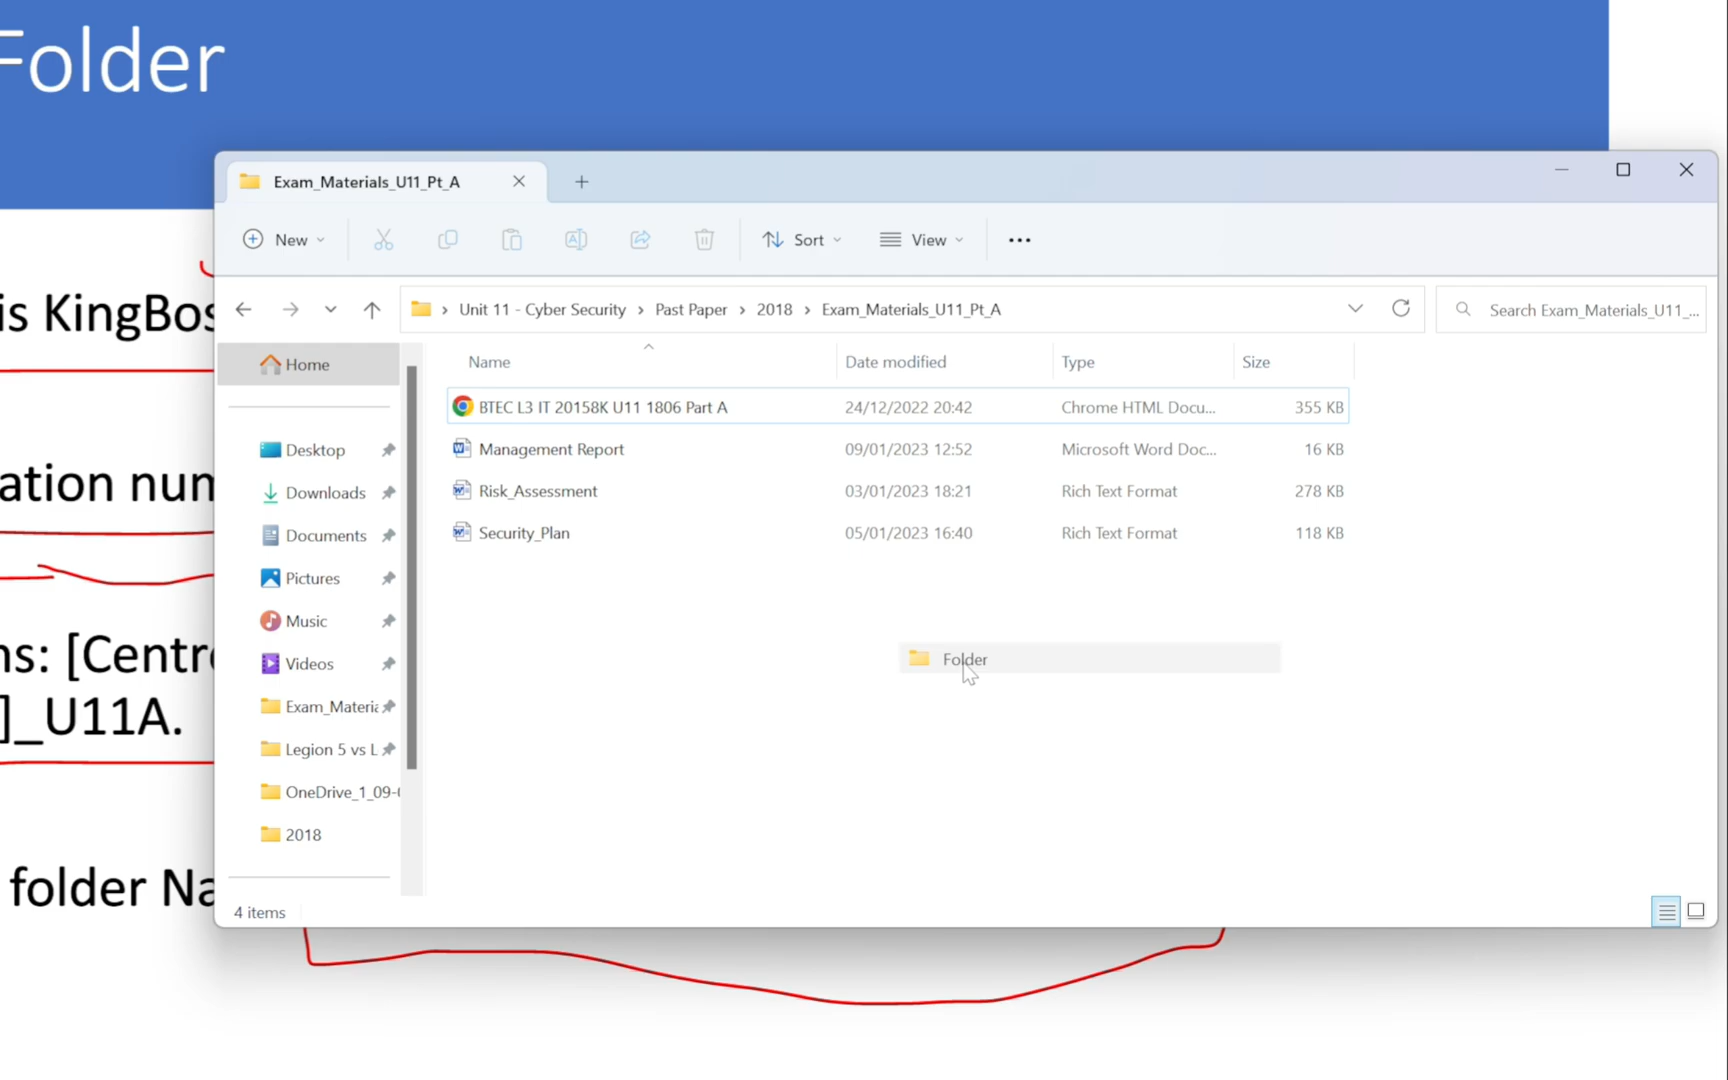 Folder
Exam_Materials_U11_Pt_A
New
Sort
View
is KingBos
Unit 11 - Cyber Security › Past Paper › 2018 › Exam_Materials_U11_Pt_A
Search Exam_Materials_U11_...
Home
Name
Date modified
Type
Size
BTEC L3 IT 20158K U11 1806 Part A 24/12/2022 20:42 Chrome HTML Docu... 355 KB
Management Report 09/01/2023 12:52 Microsoft Word Doc... 16 KB
Risk_Assessment 03/01/2023 18:21 Rich Text Format 278 KB
Security_Plan 05/01/2023 16:40 Rich Text Format 118 KB
Desktop
Downloads
Documents
Pictures
Music
Videos
Exam_Materia
Legion 5 vs L
OneDrive_1_09-0
2018
4 items
Folder
ation num
ns: [Centre
]_U11A.
folder Na